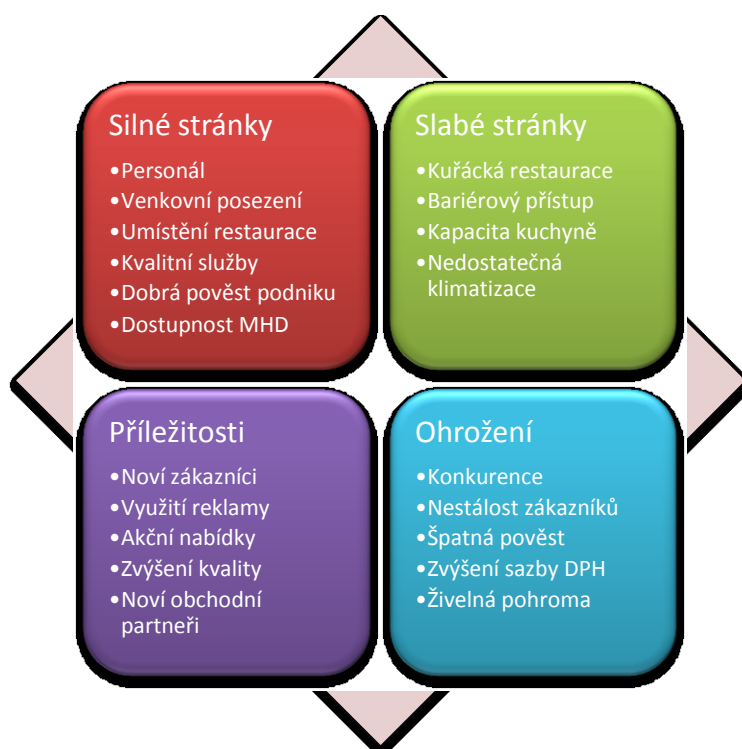 Silné stránky
•Personál
•Venkovní posezení
•Umístění restaurace
•Kvalitní služby
•Dobrá pověst podniku
•Dostupnost MHD
Slabé stránky
•Kuřácká restaurace
•Bariérový přístup
•Kapacita kuchyně
•Nedostatečná
klimatizace
Příležitosti
•Noví zákazníci
•Využití reklamy
•Akční nabídky
•Zvýšení kvality
•Noví obchodní
partneři
Ohrožení
•Konkurence
•Nestálost zákazníků
•Špatná pověst
•Zvýšení sazby DPH
•Živelná pohroma